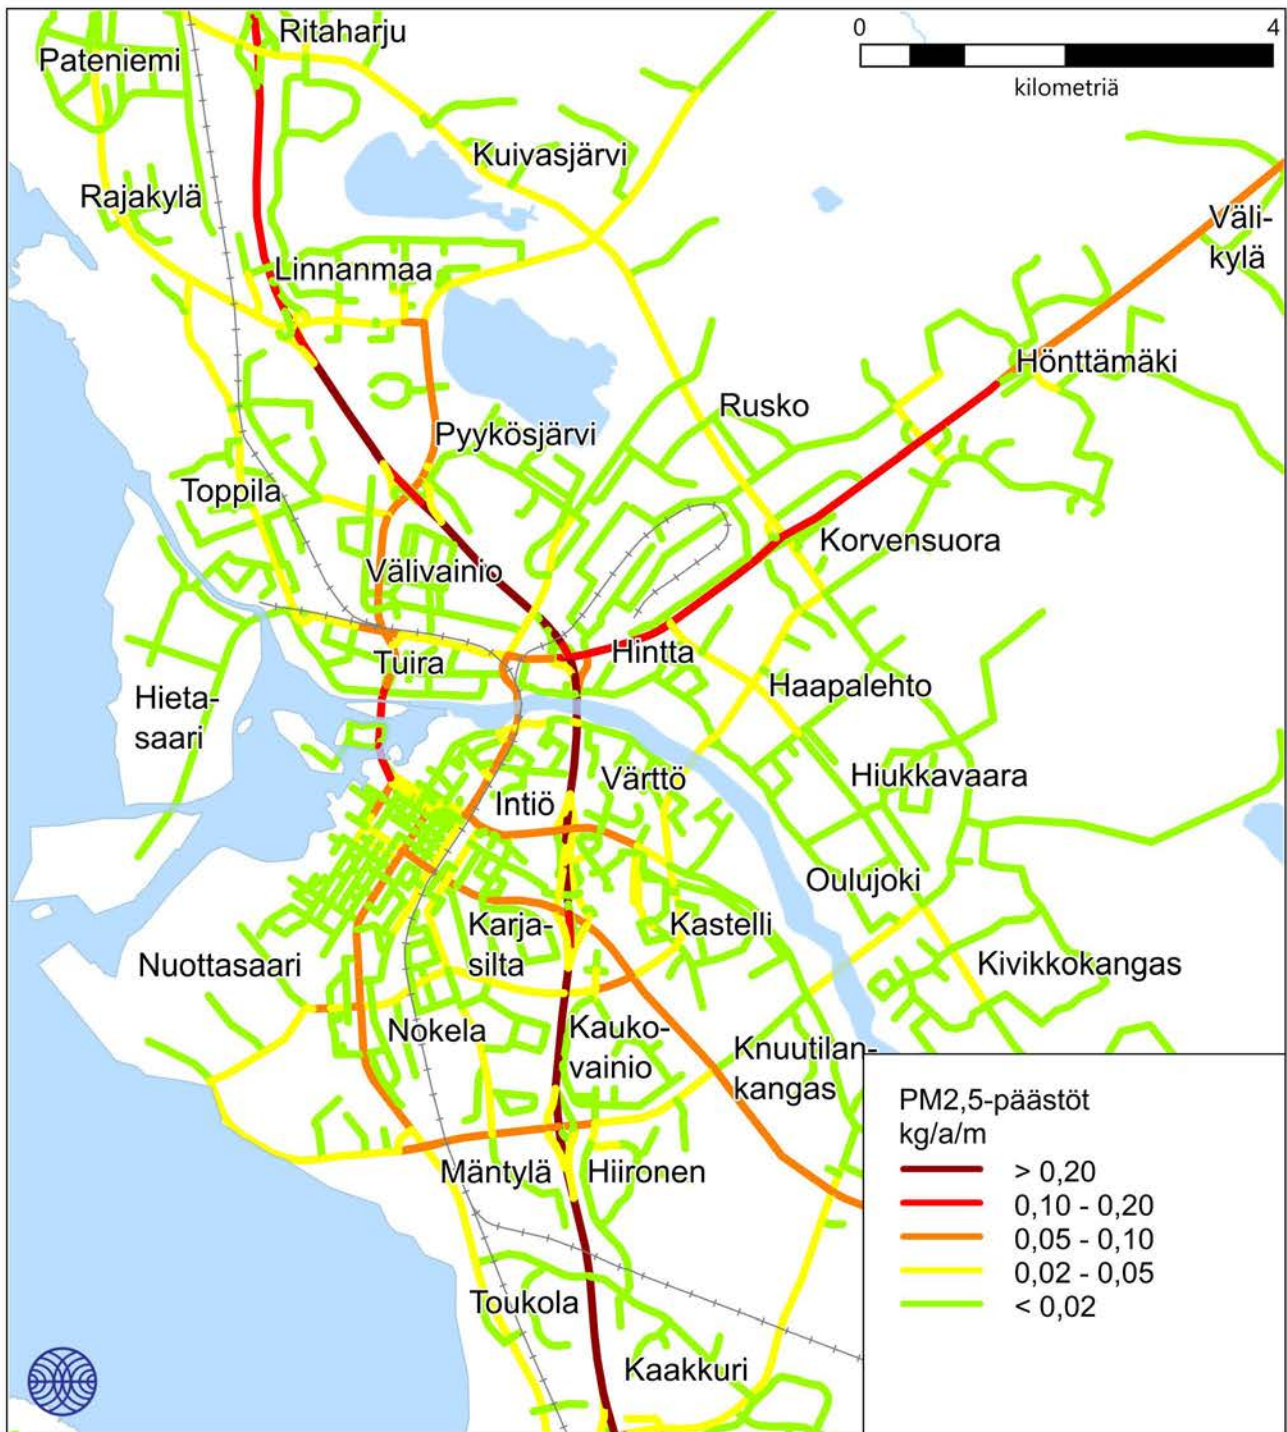 0
4
kilometriä
Ritaharju
Pateniemi
Kuivasjärvi
Rajakylä
Väli-
kylä
Linnanmaa
Hönttämäki
Rusko
Pyykösjärvi
Toppila
Korvensuora
Välivainio
Hintta
Tuira
Haapalehto
Hieta-
saari
Värttö
Hiukkavaara
Intiö
Oulujoki
Karja-
silta
Kastelli
Nuottasaari
Kivikkokangas
Nokela
Kauko-
vainio
Knuutilan-
kangas
Mäntylä
Hiironen
Toukola
Kaakkuri
PM2,5-päästöt
kg/a/m
> 0,20
0,10 - 0,20
0,05 - 0,10
0,02 - 0,05
< 0,02